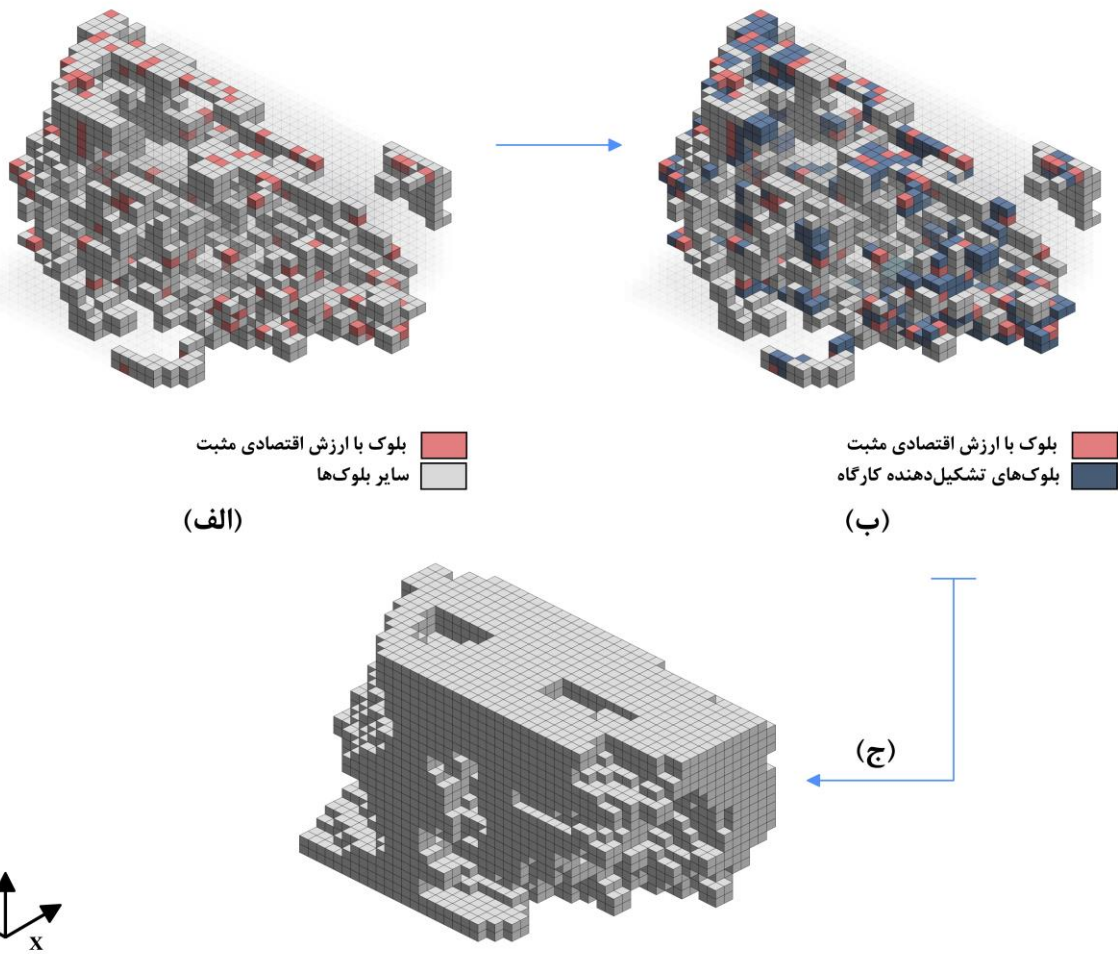 بلوک با ارزش اقتصادی مثبت
سایر بلوک‌ها
(الف)
بلوک با ارزش اقتصادی مثبت
بلوک‌های تشکیل‌دهنده کارگاه
(ب)
(ج)
x